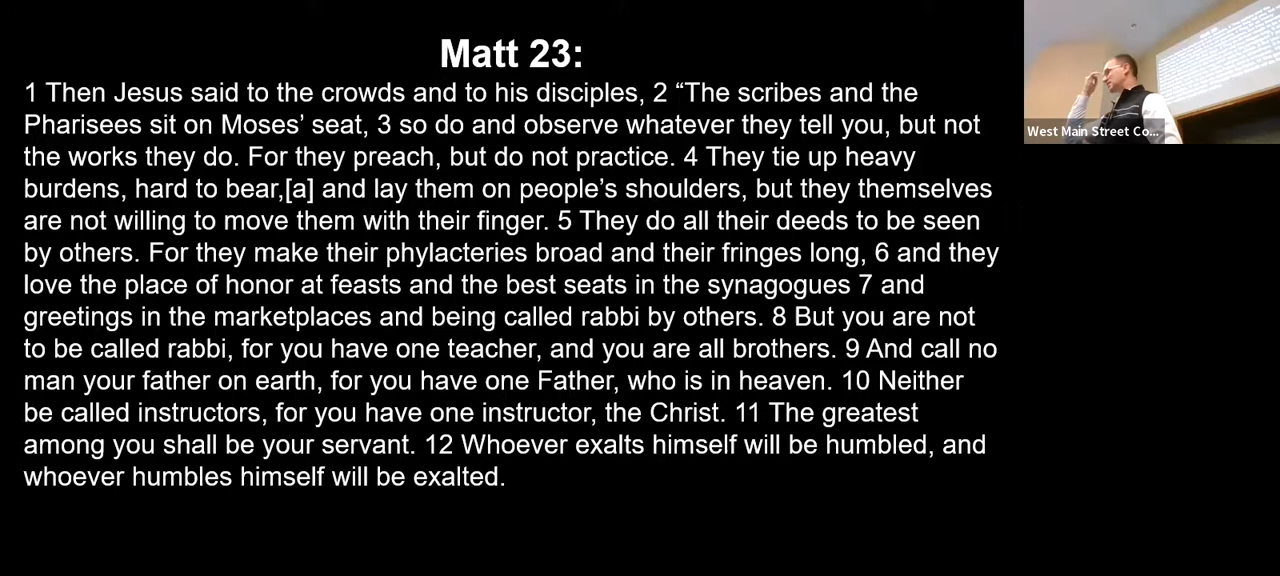 Matt 23:
1 Then Jesus said to the crowds and to his disciples, 2 “The scribes and the
Pharisees sit on Moses’ seat, 3 so do and observe whatever they tell you, but not
the works they do. For they preach, but do not practice. 4 They tie up heavy
burdens, hard to bear,[a] and lay them on people’s shoulders, but they themselves
are not willing to move them with their finger. 5 They do all their deeds to be seen
by others. For they make their phylacteries broad and their fringes long, 6 and they
love the place of honor at feasts and the best seats in the synagogues 7 and
greetings in the marketplaces and being called rabbi by others. 8 But you are not
to be called rabbi, for you have one teacher, and you are all brothers. 9 And call no
man your father on earth, for you have one Father, who is in heaven. 10 Neither
be called instructors, for you have one instructor, the Christ. 11 The greatest
among you shall be your servant. 12 Whoever exalts himself will be humbled, and
whoever humbles himself will be exalted.
West Main Street Co...